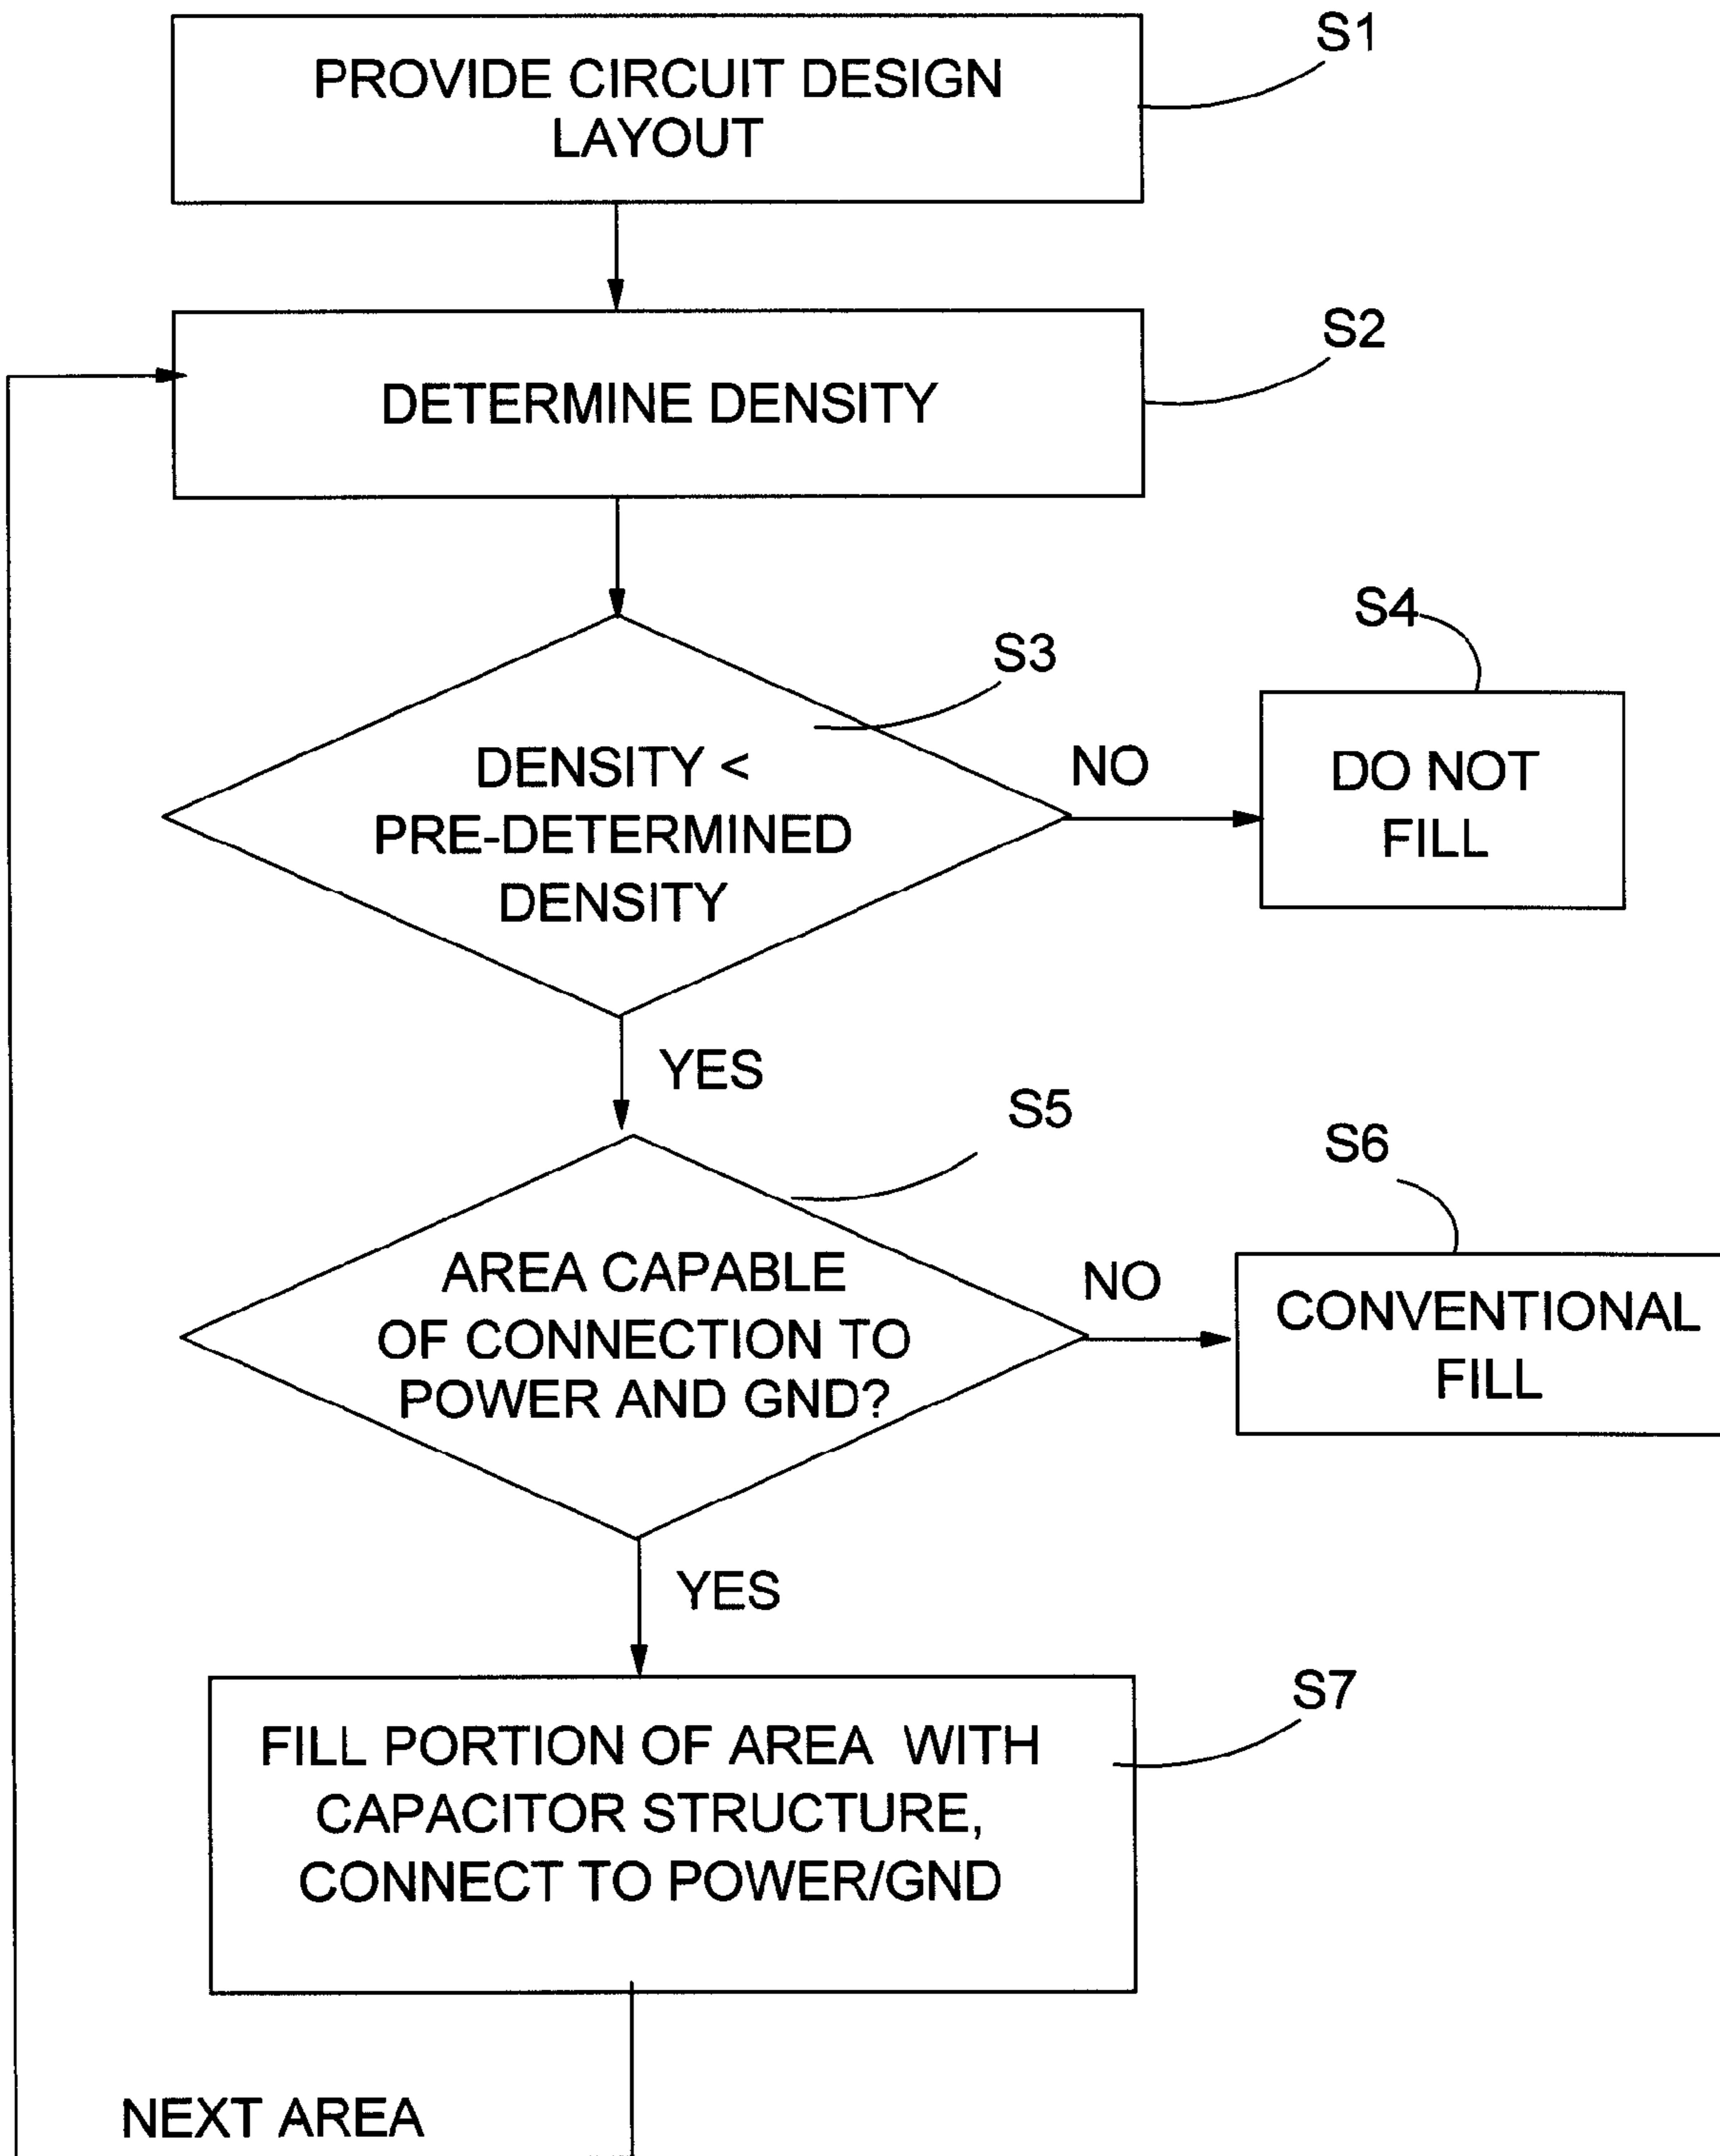 S1
PROVIDE CIRCUIT DESIGN
LAYOUT
S2
DETERMINE DENSITY
S3
DENSITY <
PRE-DETERMINED
DENSITY
NO
S4
DO NOT
FILL
YES
S5
AREA CAPABLE
OF CONNECTION TO
POWER AND GND?
NO
S6
CONVENTIONAL
FILL
YES
S7
FILL PORTION OF AREA WITH
CAPACITOR STRUCTURE,
CONNECT TO POWER/GND
NEXT AREA